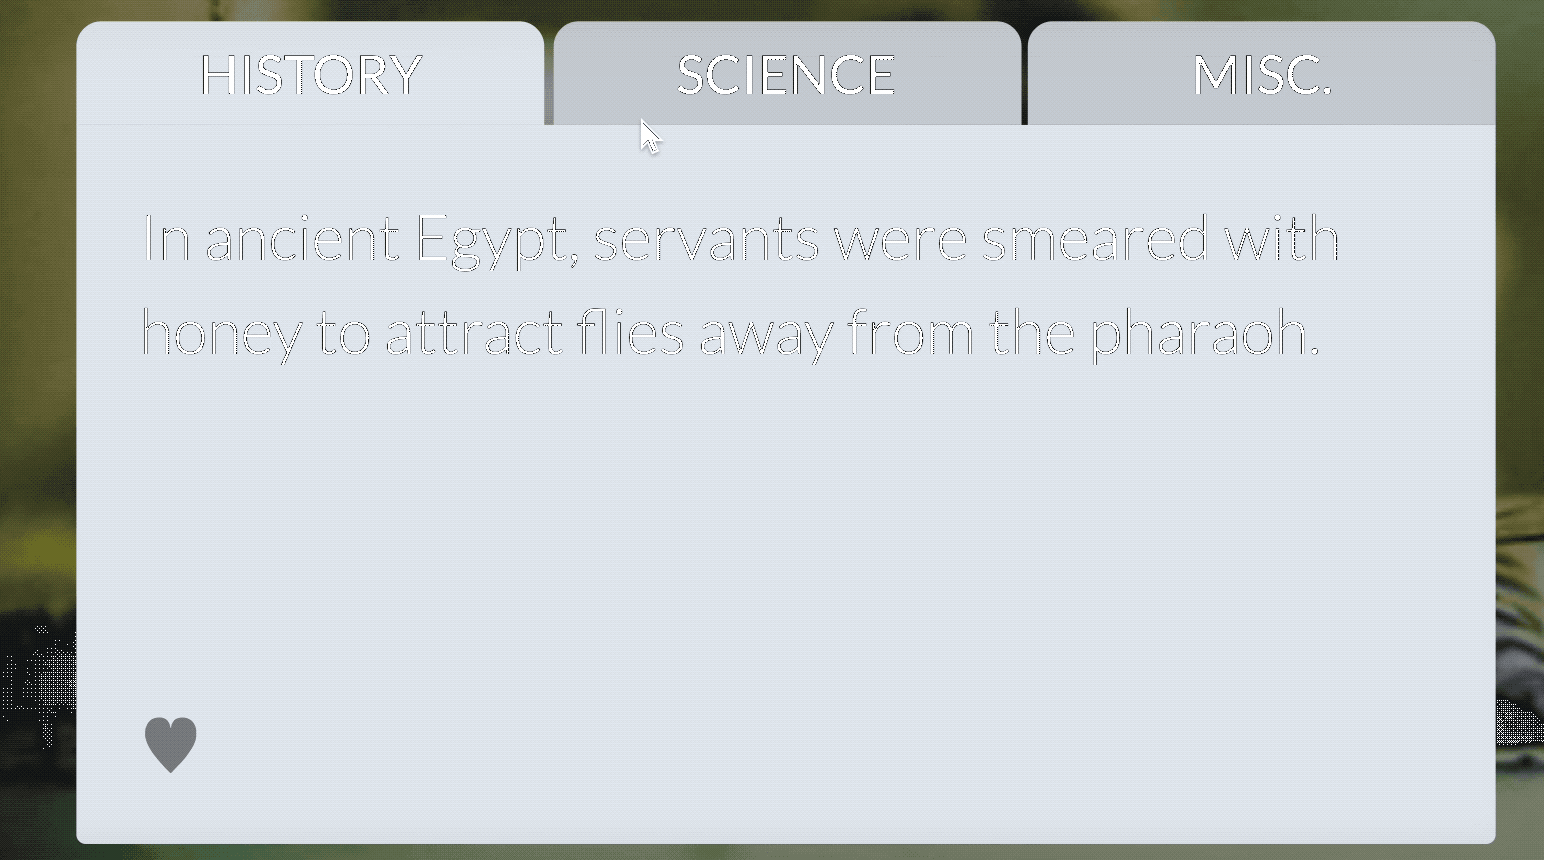 HISTORY
SCIENCE
MISC.
In ancient Egypt, servants were smeared with
honey to attract flies away from the pharaoh.